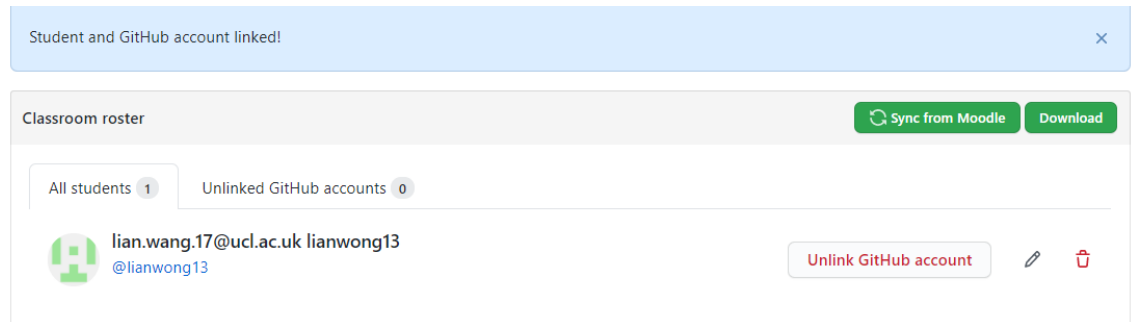 Student and GitHub account linked!
Classroom roster
Sync from Moodle
Download
All students 1
Unlinked GitHub accounts 0
lian.wang.17@ucl.ac.uk lianwong13
@lianwong13
Unlink GitHub account